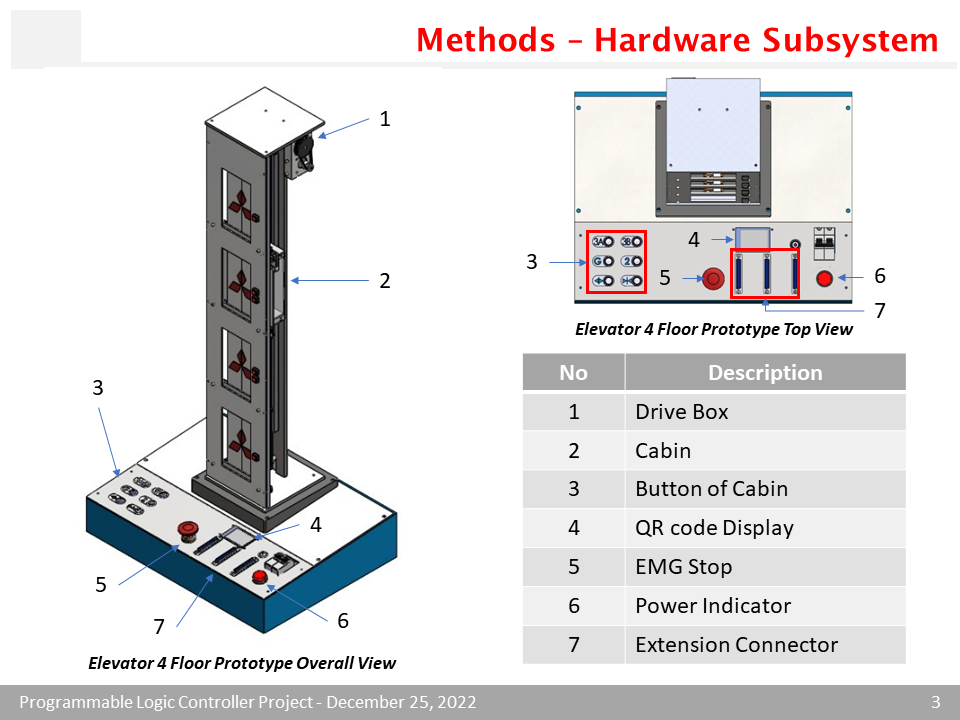 Methods – Hardware Subsystem
1
2
3
4
5
6
7
Elevator 4 Floor Prototype Overall View
3A 3B
G 2
3
4
5
6
7
Elevator 4 Floor Prototype Top View
No Description
1 Drive Box
2 Cabin
3 Button of Cabin
4 QR code Display
5 EMG Stop
6 Power Indicator
7 Extension Connector
Programmable Logic Controller Project - December 25, 2022 3